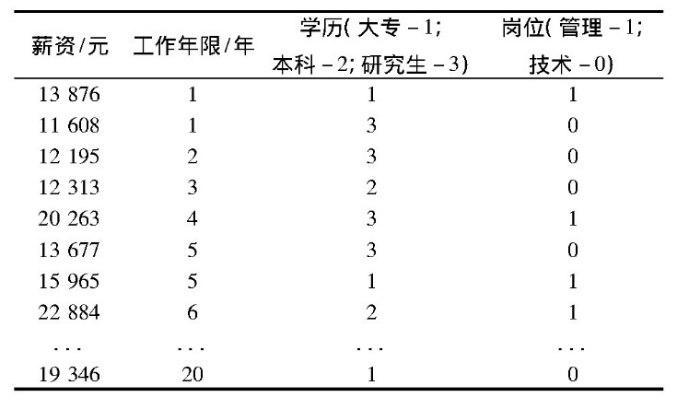 薪资/元 工作年限/年 学历( 大专 -1; 岗位( 管理 -1;
本科 -2; 研究生 -3) 技术 -0)
13 876 1 1 1
11 608 1 3 0
12 195 2 3 0
12 313 3 2 0
20 263 4 3 1
13 677 5 3 0
15 965 5 1 1
22 884 6 2 1
... ... ... ...
19 346 20 1 0